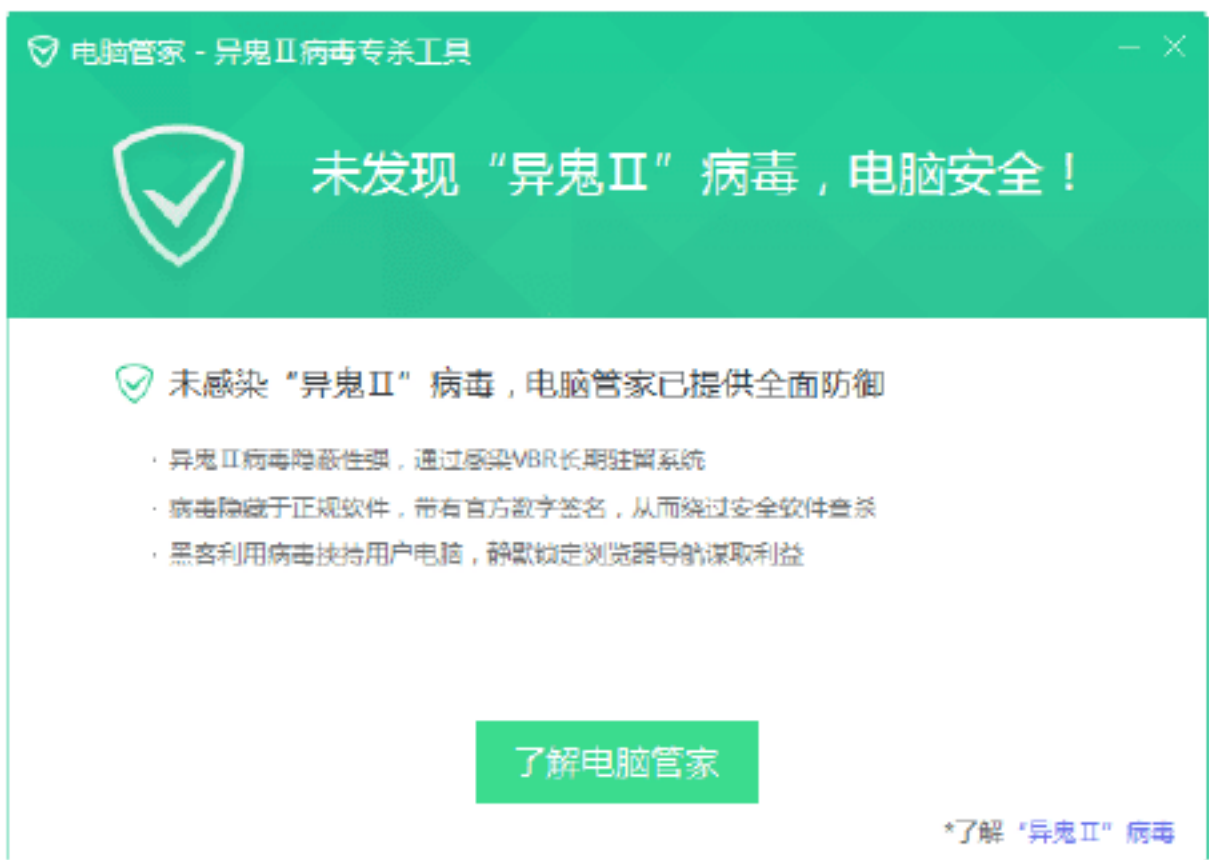 电脑管家 - 异鬼Ⅱ病毒专杀工具
未发现“异鬼Ⅱ”病毒，电脑安全！
未感染“异鬼Ⅱ”病毒，电脑管家已提供全面防御
· 异鬼Ⅱ病毒隐蔽性强，通过感染VBR长期驻留系统
· 病毒隐藏于正规软件，带有官方数字签名，从而绕过安全软件查杀
· 黑客利用病毒挟持用户电脑，静默锁定浏览器导航谋取利益
了解电脑管家
*了解“异鬼Ⅱ”病毒